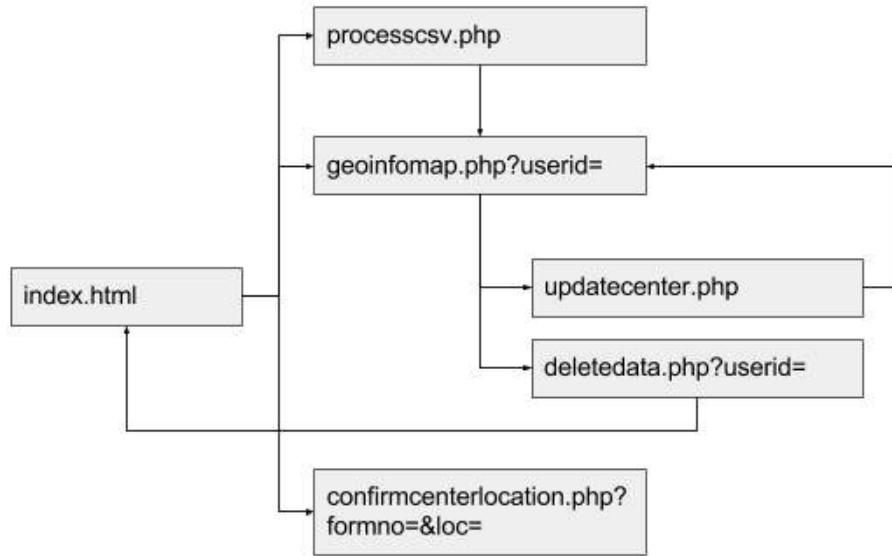 processcsv.php
geoinfomap.php?userid=
index.html
updatecenter.php
deletedata.php?userid=
confirmcenterlocation.php?
formno=&loc=